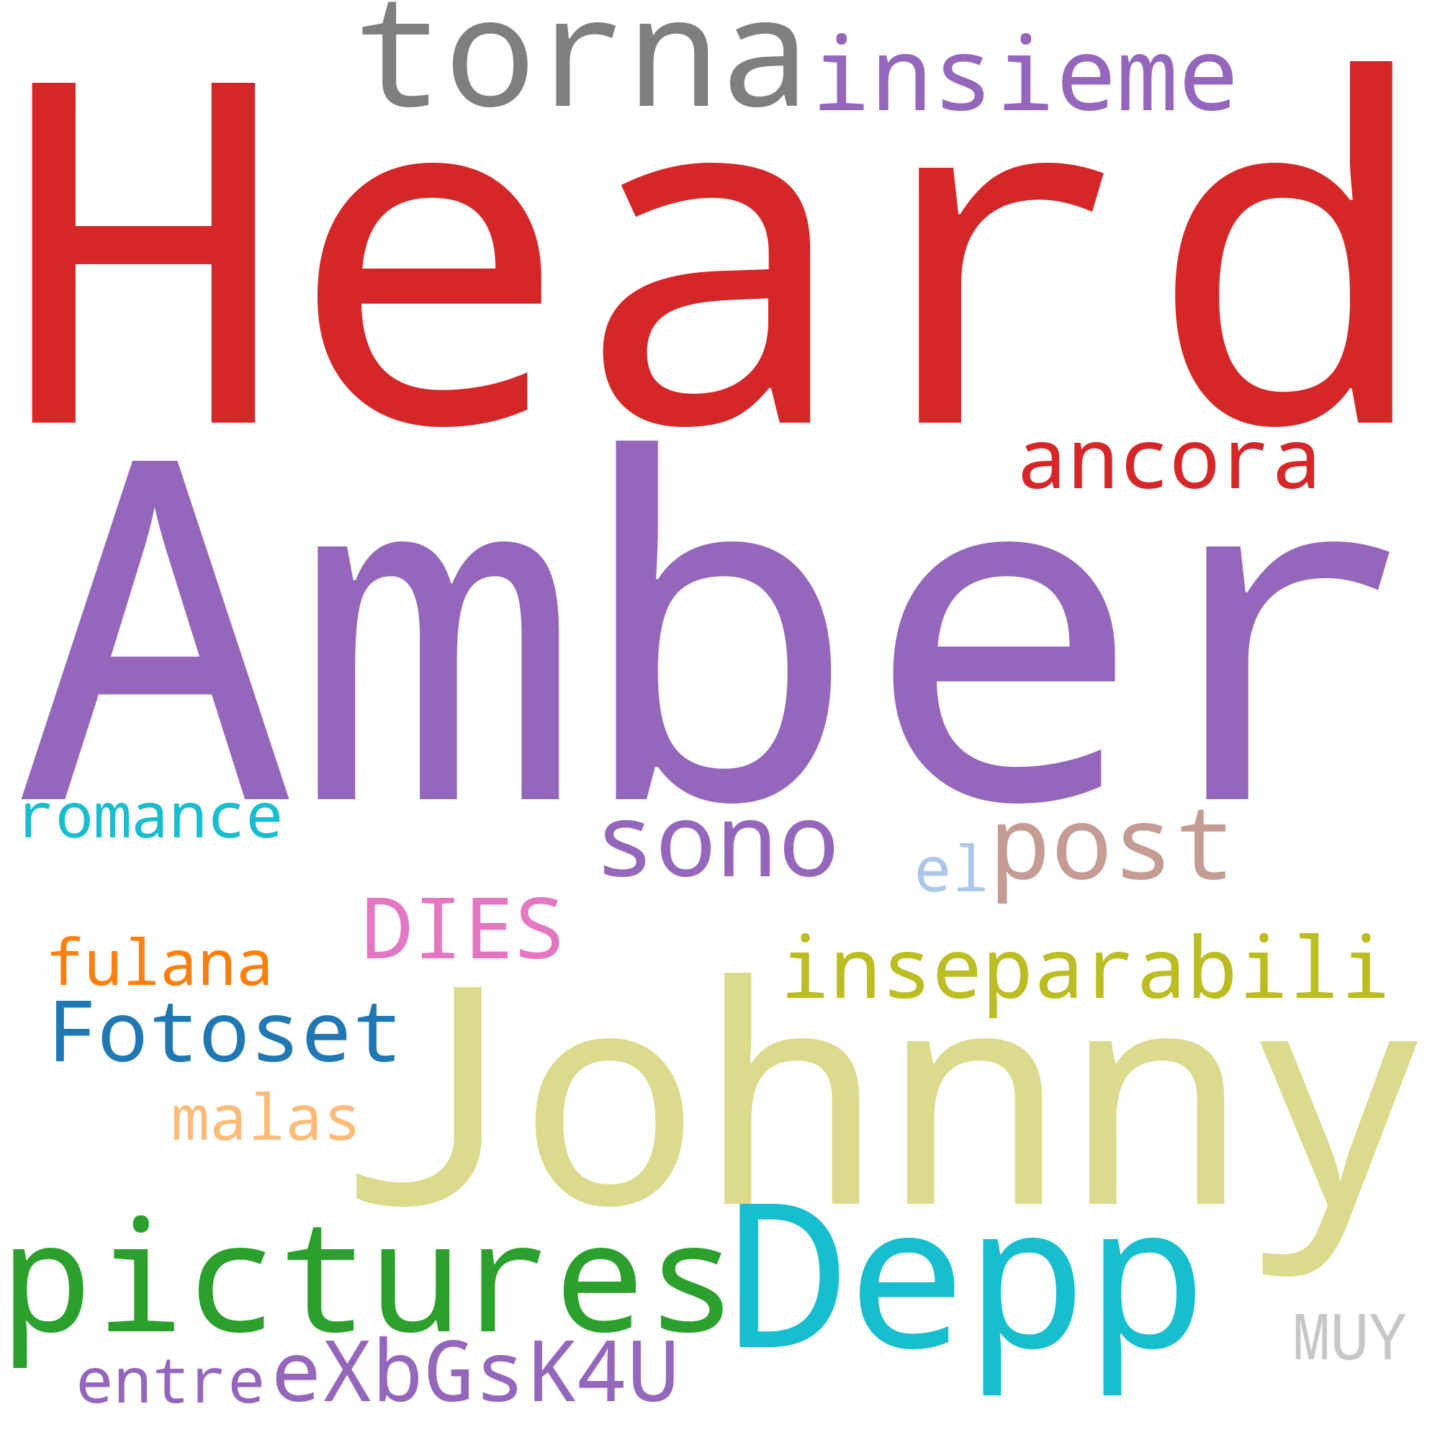 torna insieme
Heard
ancora
Amber
romance sono el post
DIES
fulana inseparabili
Fotoset
Johnny
malas
pictures Depp
MUY
entre eXbGsK4U